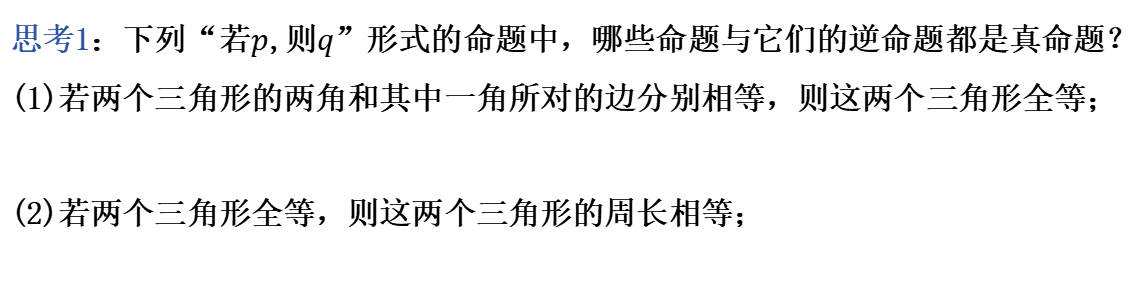 思考1：下列“若p,则q”形式的命题中，哪些命题与它们的逆命题都是真命题？
(1)若两个三角形的两角和其中一角所对的边分别相等，则这两个三角形全等；
(2)若两个三角形全等，则这两个三角形的周长相等；